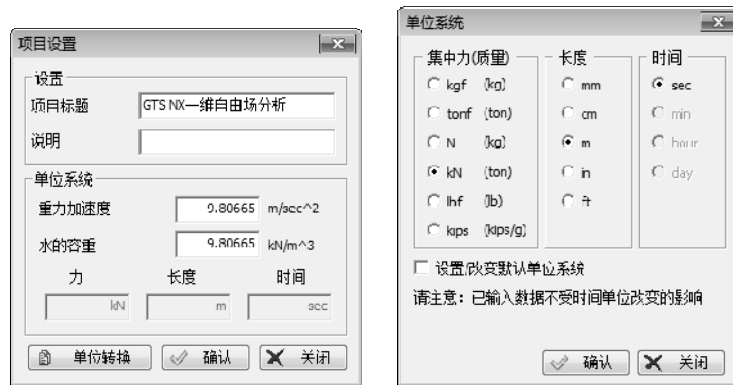 项目设置
设置
项目标题 GTS NX—维自由场分析
说明
单位系统
重力加速度 9.80665 m/sec^2
水的容重 9.80665 kN/m^3
力 长度 时间
kN m sec
单位转换 确认 关闭
单位系统
集中力(质量) 长度 时间
kgf (kg) mm sec
tonf (ton) cm min
N (kg) m hour
kN (ton) in day
lbf (lb) ft
kips (kips/g)
设置/改变默认单位系统
请注意：已输入数据不受时间单位改变的影响
确认 关闭